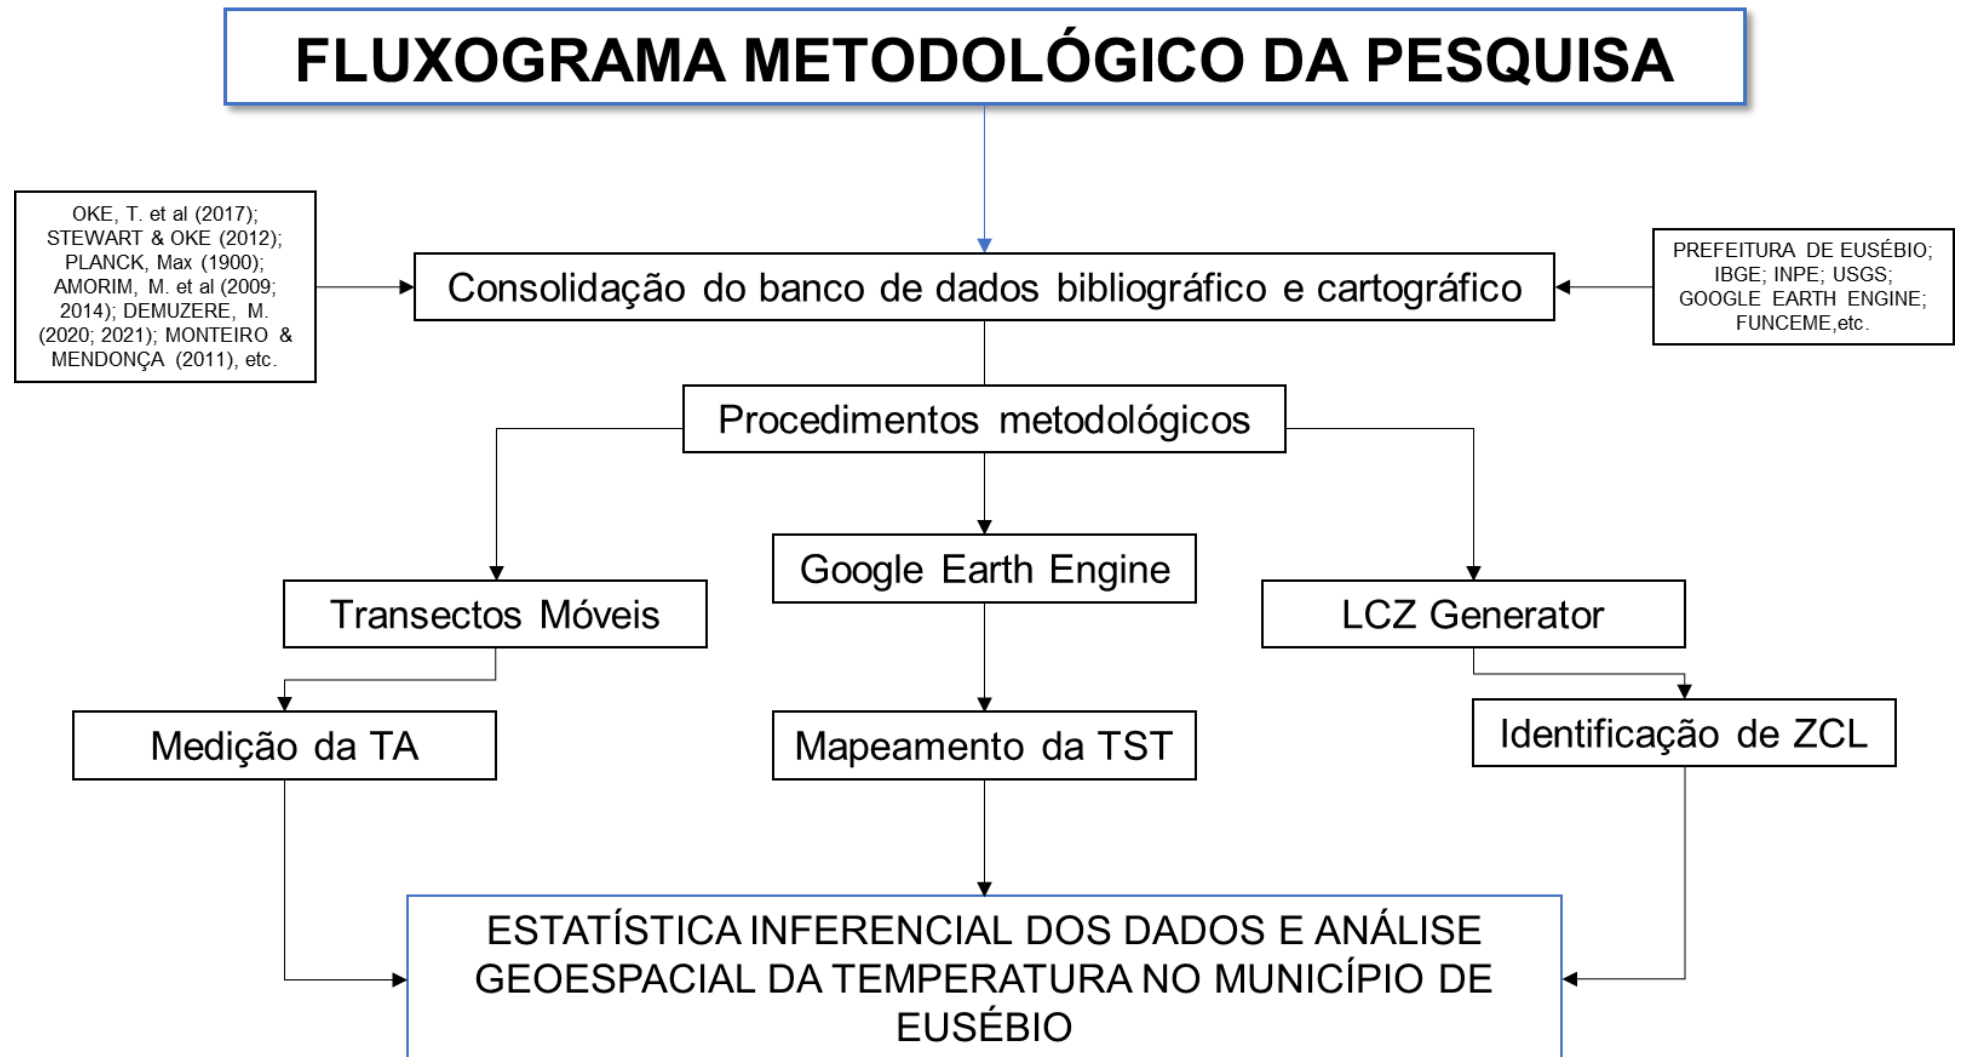 FLUXOGRAMA METODOLÓGICO DA PESQUISA
OKE, T. et al (2017);
STEWART & OKE (2012);
PLANCK, Max (1900);
AMORIM, M. et al (2009;
2014); DEMUZERE, M.
(2020; 2021); MONTEIRO &
MENDONÇA (2011), etc.
Consolidação do banco de dados bibliográfico e cartográfico
PREFEITURA DE EUSÉBIO;
IBGE; INPE; USGS;
GOOGLE EARTH ENGINE;
FUNCEME,etc.
Procedimentos metodológicos
Transectos Móveis
Google Earth Engine
LCZ Generator
Medição da TA
Mapeamento da TST
Identificação de ZCL
ESTATÍSTICA INFERENCIAL DOS DADOS E ANÁLISE
GEOESPACIAL DA TEMPERATURA NO MUNICÍPIO DE
EUSÉBIO